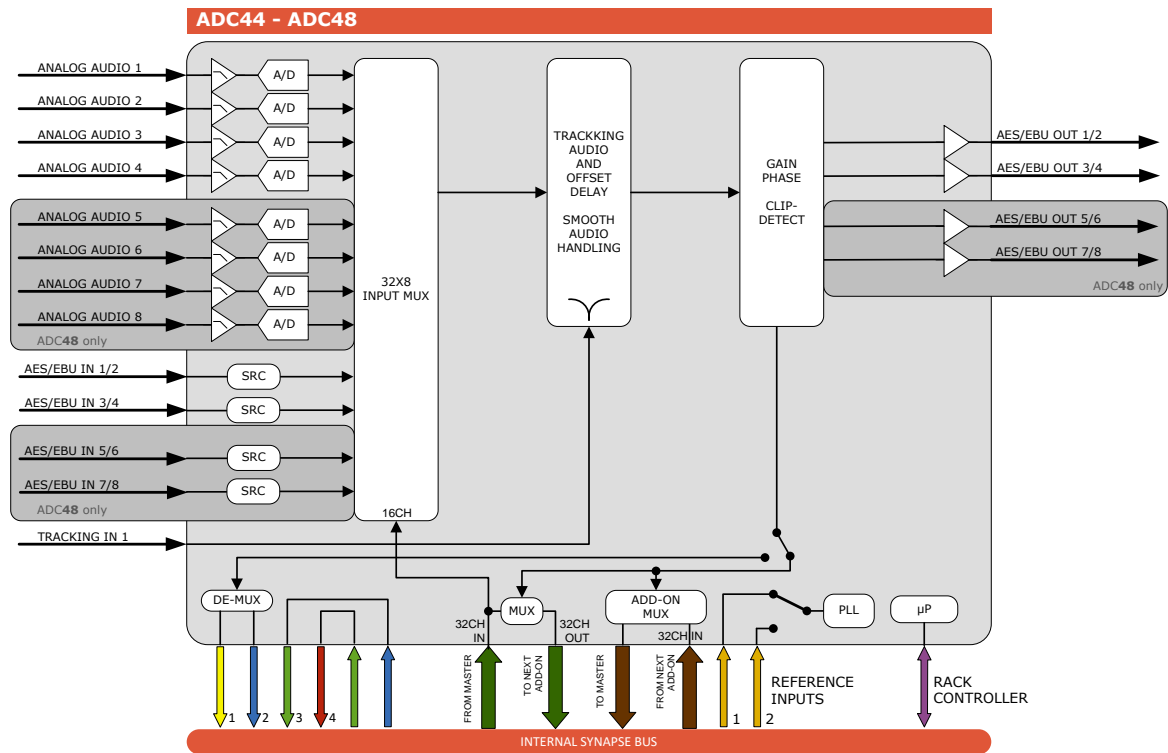 ADC44 - ADC48
ANALOG AUDIO 1
A/D
ANALOG AUDIO 2
A/D
ANALOG AUDIO 3
A/D
ANALOG AUDIO 4
A/D
ANALOG AUDIO 5
A/D
ANALOG AUDIO 6
A/D
ANALOG AUDIO 7
A/D
ANALOG AUDIO 8
A/D
ADC48 only
AES/EBU IN 1/2
SRC
AES/EBU IN 3/4
SRC
AES/EBU IN 5/6
SRC
AES/EBU IN 7/8
SRC
ADC48 only
TRACKING IN 1
32X8
INPUT MUX
16CH
TRACKKING
AUDIO
AND
OFFSET
DELAY
SMOOTH
AUDIO
HANDLING
GAIN
PHASE
CLIP-
DETECT
AES/EBU OUT 1/2
AES/EBU OUT 3/4
AES/EBU OUT 5/6
AES/EBU OUT 7/8
ADC48 only
DE-MUX
MUX
ADD-ON
MUX
PLL
µP
32CH
IN
32CH
OUT
32CH IN
1
2
3
4
FROM MASTER
TO NEXT
ADD-ON
TO MASTER
FROM NEXT
ADD-ON
1
2
REFERENCE
INPUTS
RACK
CONTROLLER
INTERNAL SYNAPSE BUS